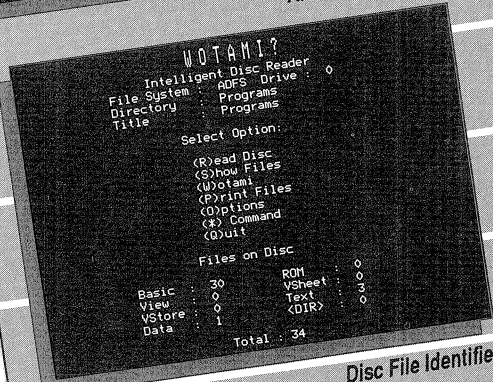 WOTAMI?
Intelligent Disc Reader
File System : ADFS Drive : 0
Directory : Programs
Title : Programs
Select Option:
(R)ead Disc
(S)how Files
(W)otami
(P)rint Files
(O)ptions
(*) Command
(Q)uit
Files on Disc
Basic : 30 ROM : 0
View : 0 VSheet : 0
VStore : 0 Text : 3
Data : 1 <DIR> : 0
Total : 34
Disc File Identifie